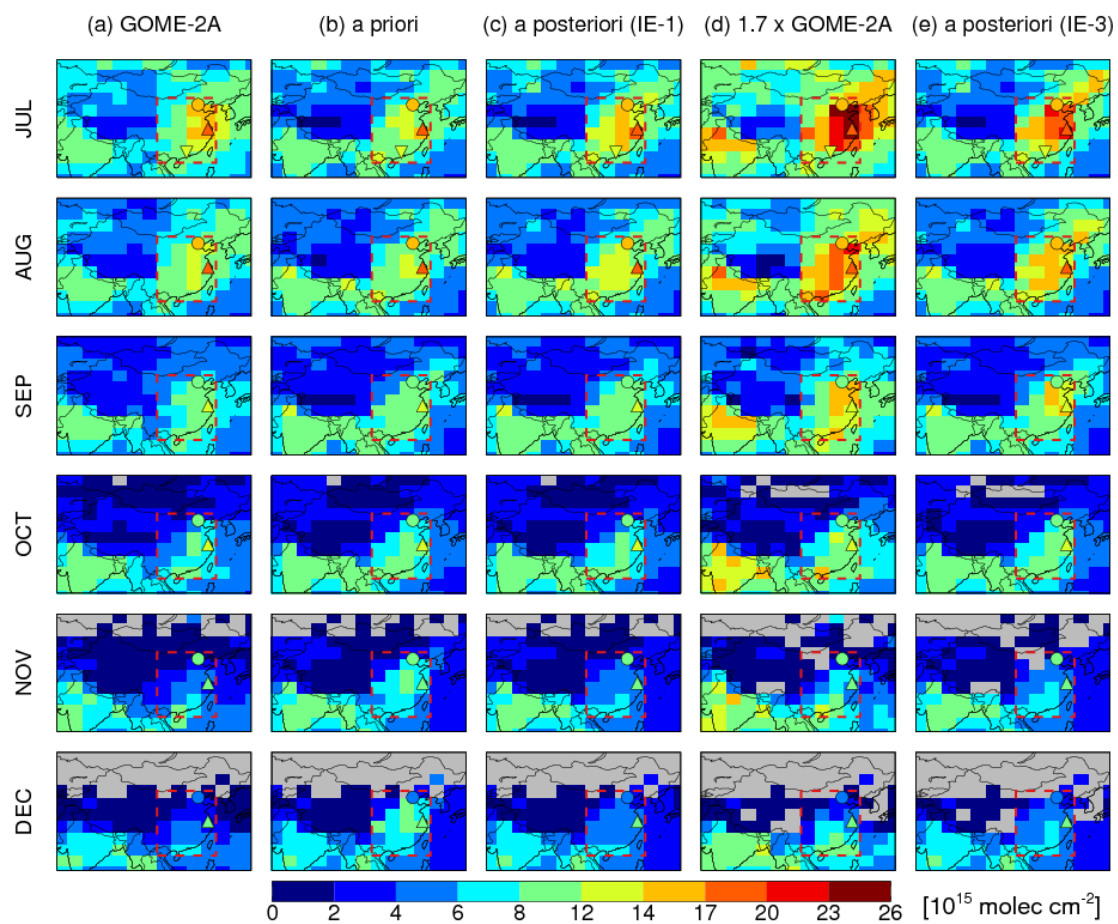 (a) GOME-2A (b) a priori (c) a posteriori (IE-1) (d) 1.7 x GOME-2A (e) a posteriori (IE-3)
JUL
AUG
SEP
OCT
NOV
DEC
0 2 4 6 8 10 12 14 17 20 23 26 [10¹⁵ molec cm⁻²]